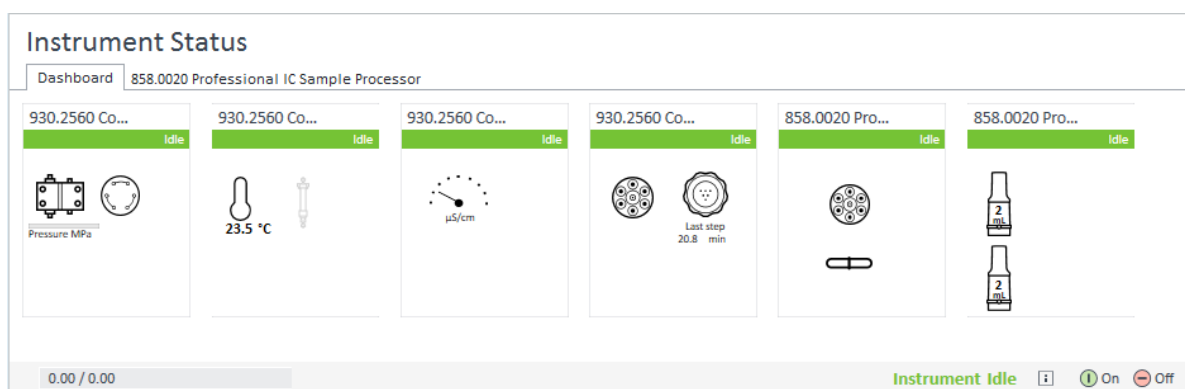 Instrument Status
Dashboard 858.0020 Professional IC Sample Processor
930.2560 Co... 930.2560 Co... 930.2560 Co... 930.2560 Co... 858.0020 Pro... 858.0020 Pro...
Idle Idle Idle Idle Idle Idle
Pressure MPa
23.5 °C
µS/cm
Last step
20.8 min
2
mL
2
mL
0.00 / 0.00 Instrument Idle i On Off